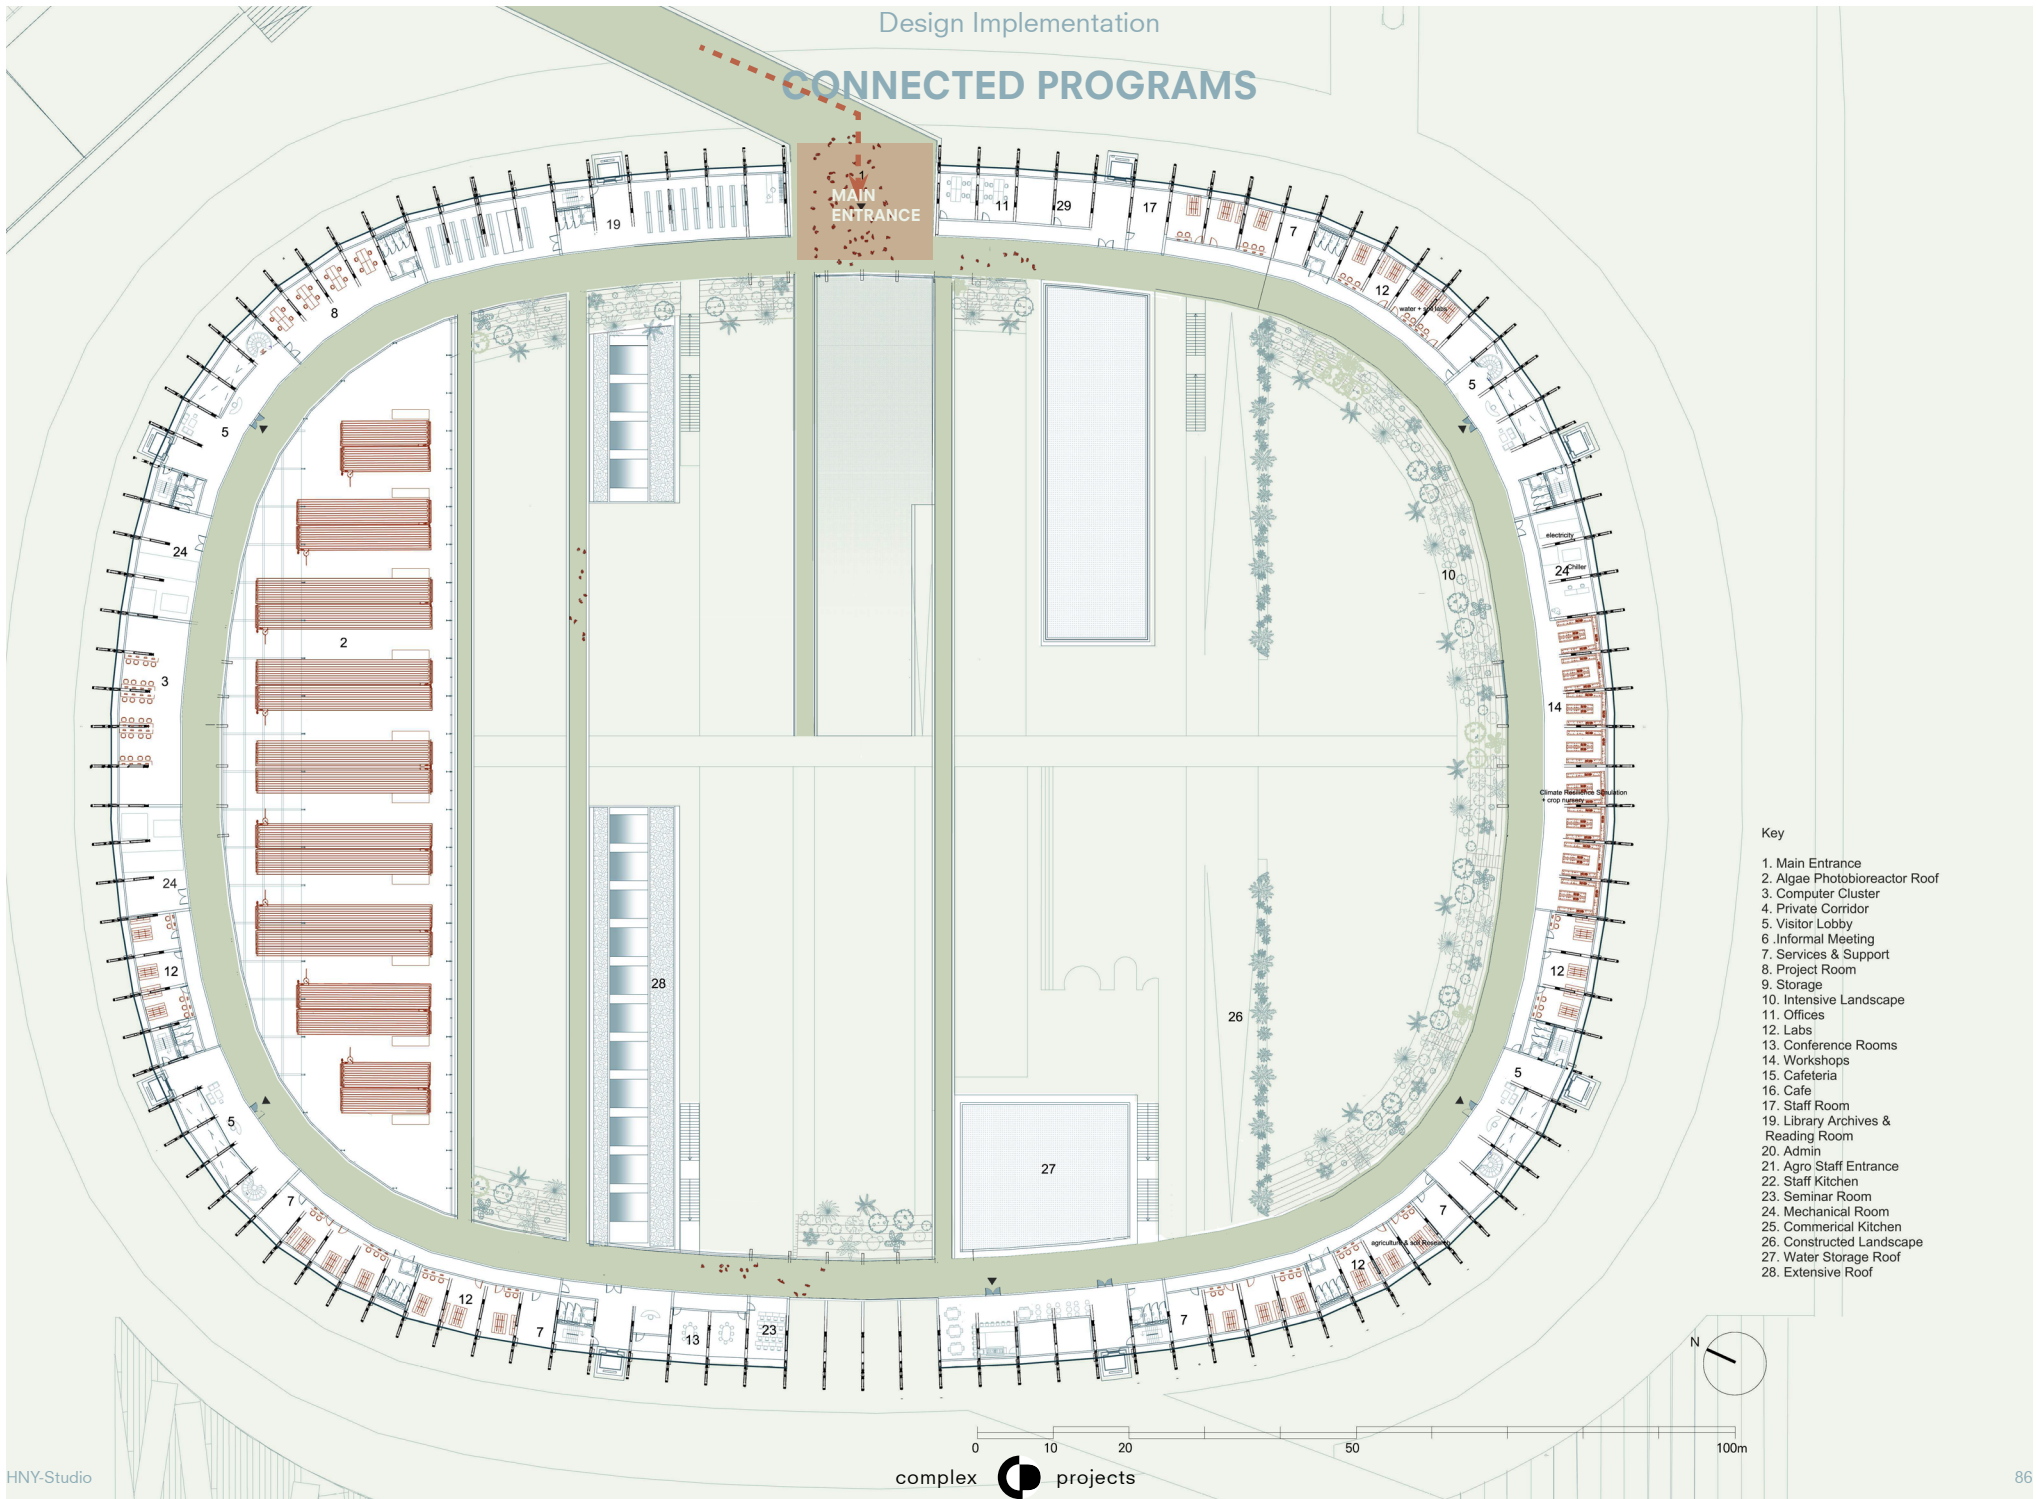 Design Implementation
CONNECTED PROGRAMS
1
MAIN
ENTRANCE
19
11
29
17
7
12
8
5
5
24
electricity
24
Chiller
10
2
3
14
Climate Resilience Simulation
+ crop nursery
24
12
28
12
26
5
5
27
7
7
agriculture & soil Research
12
12
7
13
23
7
Key
1. Main Entrance
2. Algae Photobioreactor Roof
3. Computer Cluster
4. Private Corridor
5. Visitor Lobby
6 .Informal Meeting
7. Services & Support
8. Project Room
9. Storage
10. Intensive Landscape
11. Offices
12. Labs
13. Conference Rooms
14. Workshops
15. Cafeteria
16. Cafe
17. Staff Room
19. Library Archives &
Reading Room
20. Admin
21. Agro Staff Entrance
22. Staff Kitchen
23. Seminar Room
24. Mechanical Room
25. Commerical Kitchen
26. Constructed Landscape
27. Water Storage Roof
28. Extensive Roof
N
0 10 20 50 100m
HNY-Studio
complex projects
86